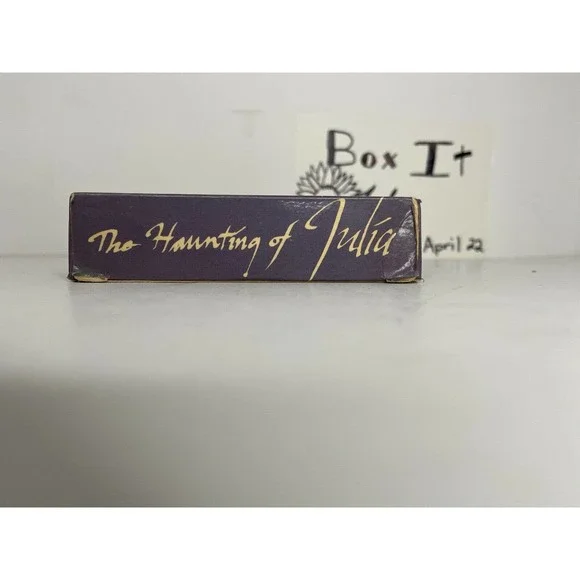 Box It
April 22
The Haunting of Julia